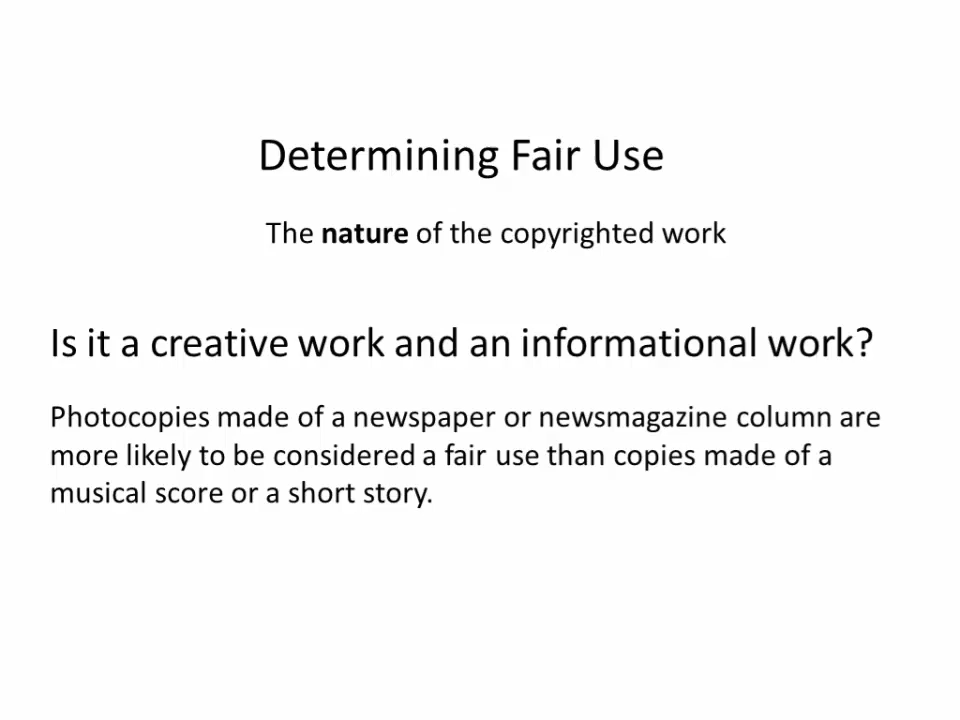 Determining Fair Use
The nature of the copyrighted work
Is it a creative work and an informational work?
Photocopies made of a newspaper or newsmagazine column are
more likely to be considered a fair use than copies made of a
musical score or a short story.